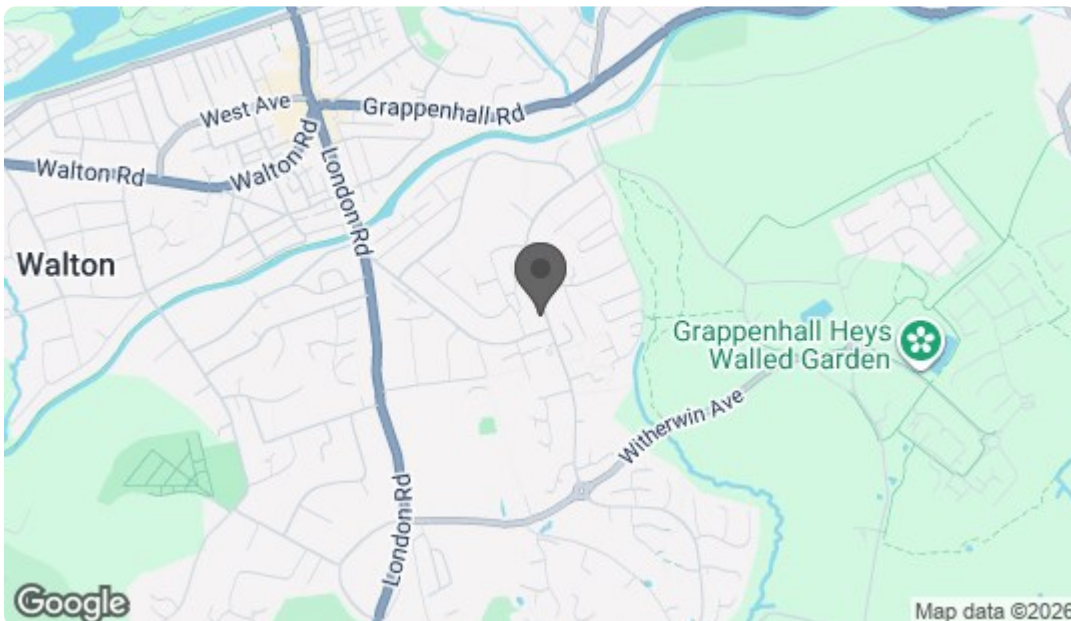 West Ave
Grappenhall Rd
Walton Rd
Walton Rd
London Rd
Walton
Grappenhall Heys
Walled Garden
Witherwin Ave
London Rd
Google
Map data ©2026